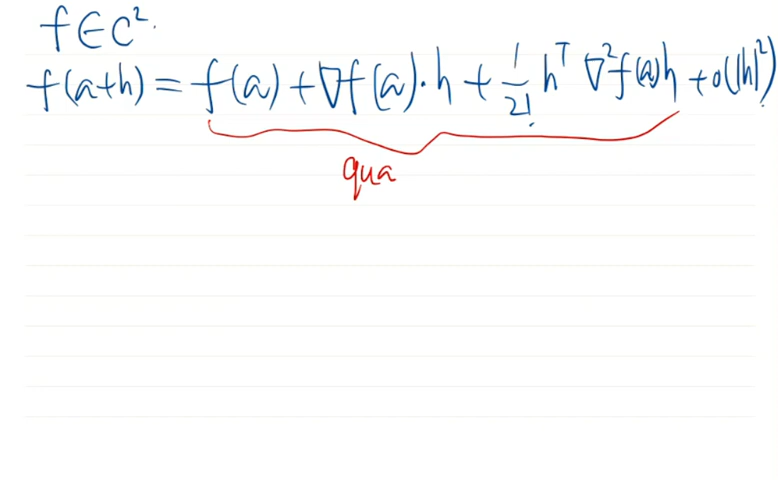 f ∈ C².
f(a+h) = f(a) + ∇f(a)·h + 1/2! hᵀ ∇²f(a)h + o(|h|²)
qua